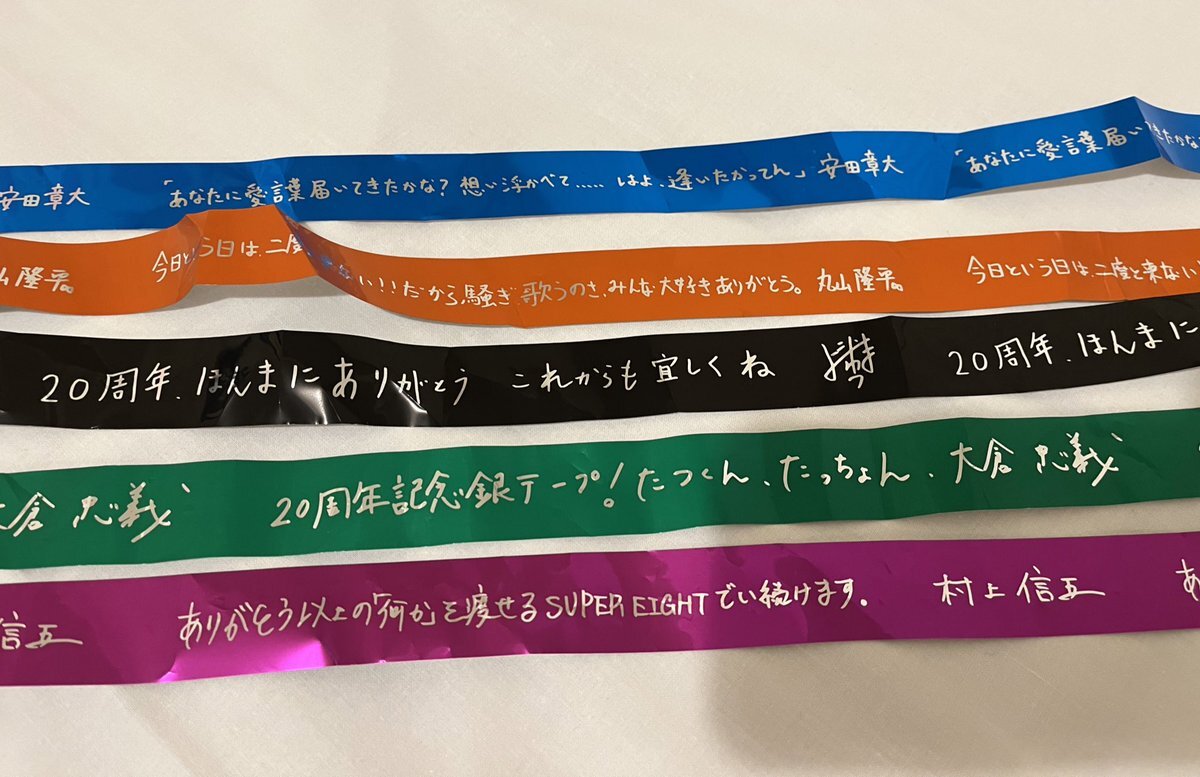 安田章大 「あなたに愛言葉届いてきたかな？想い浮かべて..... はよ、逢いたかってん」 安田章大 「あなたに愛言葉届いてきたかな
山隆平。 今日という日は、二度 い!!だから騒ぎ、歌うのさ、みんな大好きありがとう。 丸山隆平。 今日という日は、二度と来ない
20周年、ほんまにありがとう これからも宜しくね 20周年、ほんまに
大倉 忠義 20周年記念銀テープ！たつくん、たっちょん、大倉 忠義
信五 ありがとう以上の「何か」を渡せるSUPER EIGHTでい続けます。 村上信五 あ